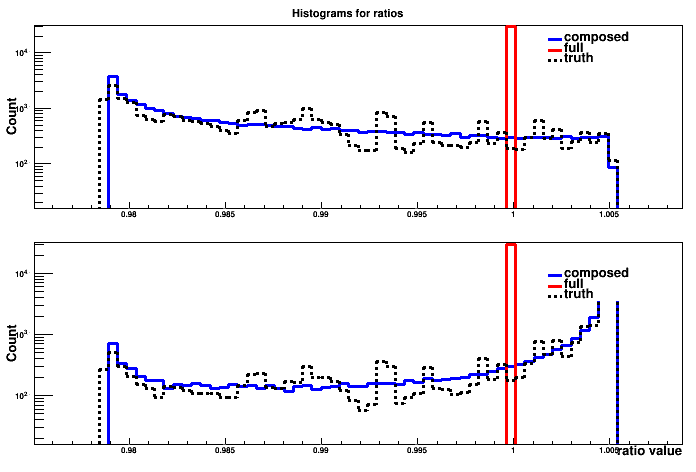 Histograms for ratios
Count
10⁴
10³
10²
composed
full
truth
0.98 0.985 0.99 0.995 1 1.005
Count
10⁴
10³
10²
composed
full
truth
0.98 0.985 0.99 0.995 1 1.005
ratio value